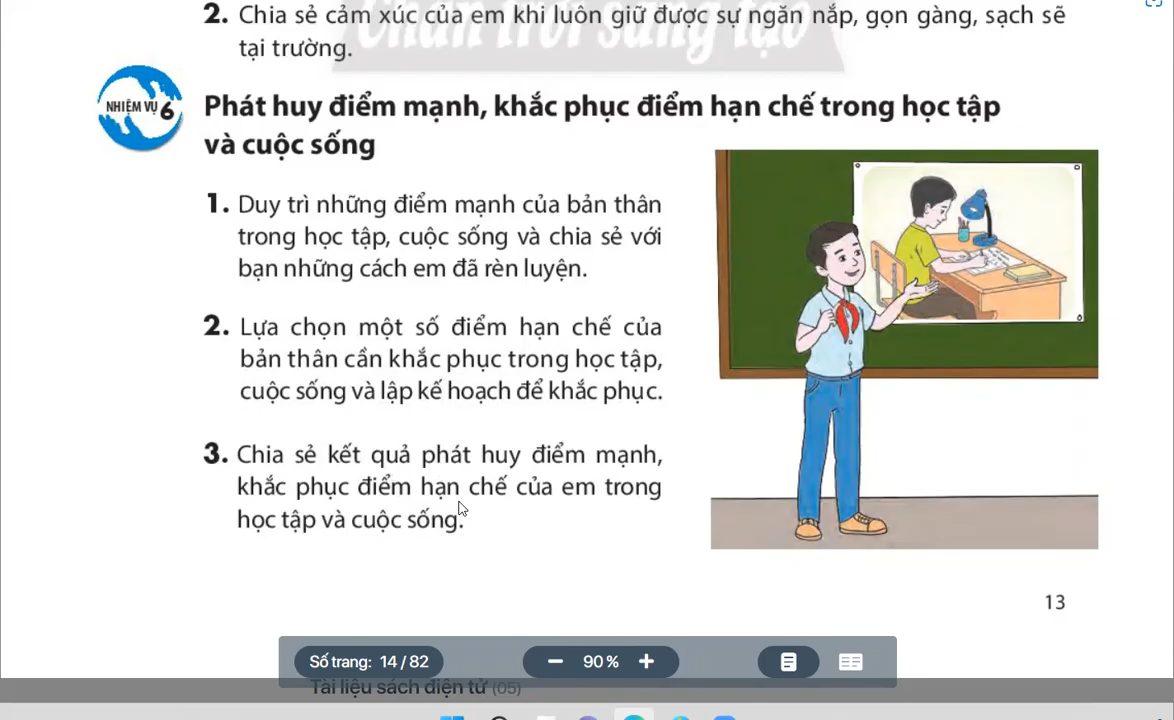 2. Chia sẻ cảm xúc của em khi luôn giữ được sự ngăn nắp, gọn gàng, sạch sẽ
tại trường.
Chân trời sáng tạo
NHIỆM VỤ 6
Phát huy điểm mạnh, khắc phục điểm hạn chế trong học tập
và cuộc sống
1. Duy trì những điểm mạnh của bản thân
trong học tập, cuộc sống và chia sẻ với
bạn những cách em đã rèn luyện.
2. Lựa chọn một số điểm hạn chế của
bản thân cần khắc phục trong học tập,
cuộc sống và lập kế hoạch để khắc phục.
3. Chia sẻ kết quả phát huy điểm mạnh,
khắc phục điểm hạn chế của em trong
học tập và cuộc sống.
13
Số trang: 14 / 82
90 %
Tài liệu sách điện tử (05)